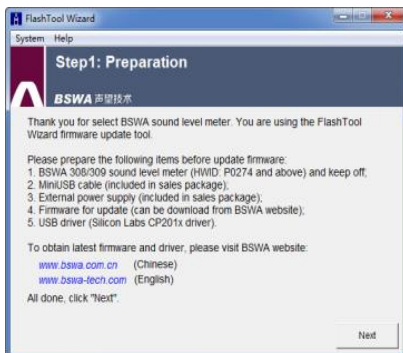 FlashTool Wizard
System Help
Step1: Preparation
BSWA 声望技术
Thank you for select BSWA sound level meter. You are using the FlashTool
Wizard firmware update tool.
Please prepare the following items before update firmware:
1. BSWA 308/309 sound level meter (HWID: P0274 and above) and keep off;
2. MiniUSB cable (included in sales package);
3. External power supply (included in sales package);
4. Firmware for update (can be download from BSWA website);
5. USB driver (Silicon Labs CP201x driver).
To obtain latest firmware and driver, please visit BSWA website:
www.bswa.com.cn (Chinese)
www.bswa-tech.com (English)
All done, click "Next".
Next